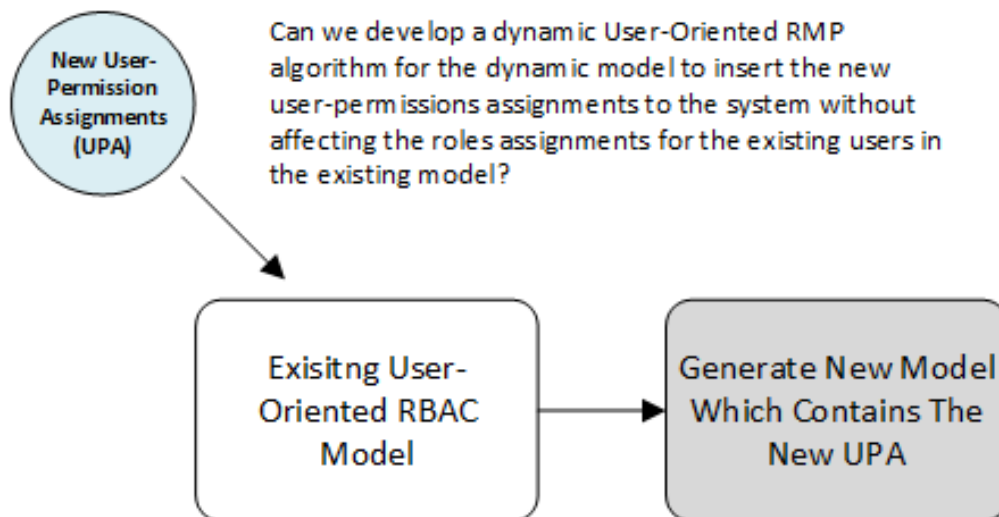 New User-
Permission
Assignments
(UPA)
Can we develop a dynamic User-Oriented RMP
algorithm for the dynamic model to insert the new
user-permissions assignments to the system without
affecting the roles assignments for the existing users in
the existing model?
Exisitng User-
Oriented RBAC
Model
Generate New Model
Which Contains The
New UPA